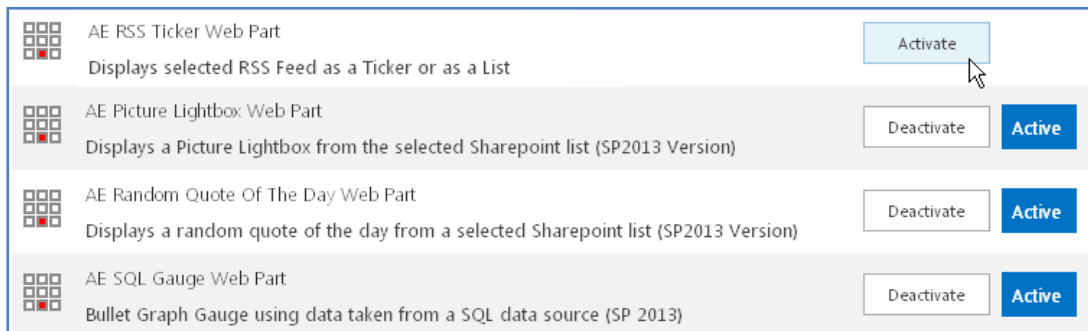 AE RSS Ticker Web Part
Activate
Displays selected RSS Feed as a Ticker or as a List
AE Picture Lightbox Web Part
Deactivate
Active
Displays a Picture Lightbox from the selected Sharepoint list (SP2013 Version)
AE Random Quote Of The Day Web Part
Deactivate
Active
Displays a random quote of the day from a selected Sharepoint list (SP2013 Version)
AE SQL Gauge Web Part
Deactivate
Active
Bullet Graph Gauge using data taken from a SQL data source (SP 2013)